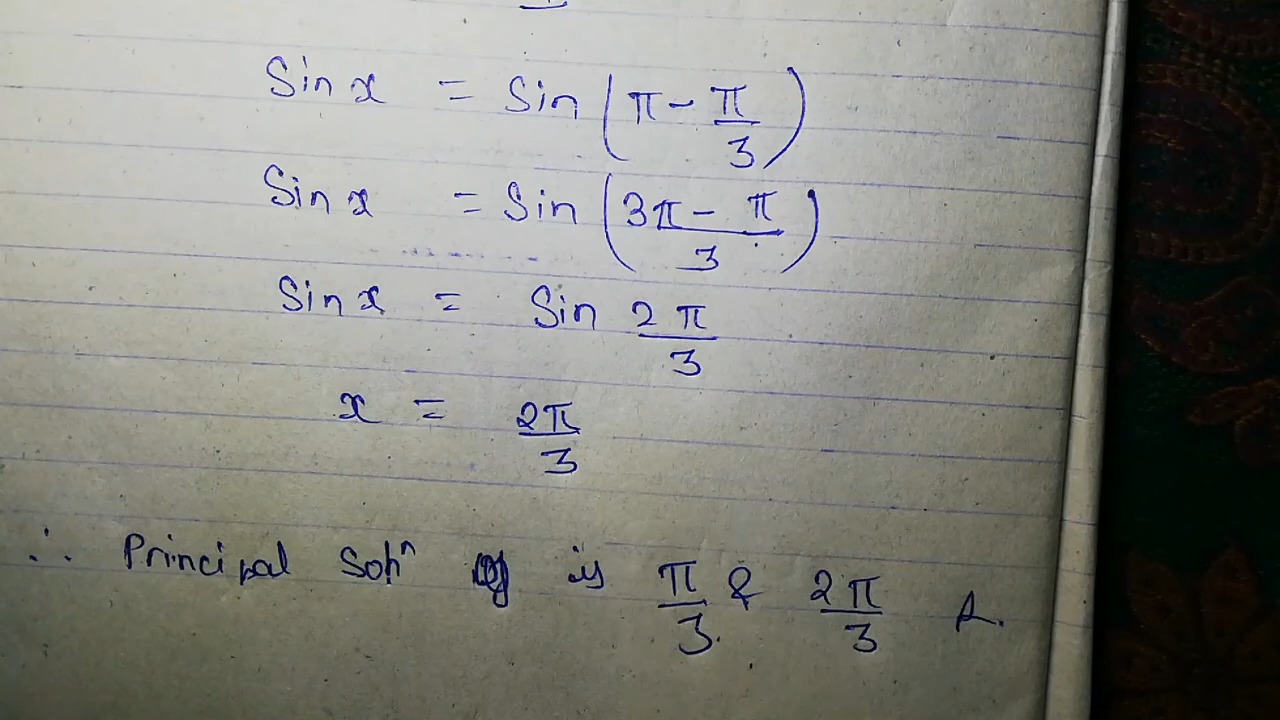 Sin x = Sin (π - π/3)
Sin x = Sin (3π - π/3)
Sin x = Sin 2π/3
x = 2π/3
∴ Principal Solⁿ is π/3 & 2π/3 A.